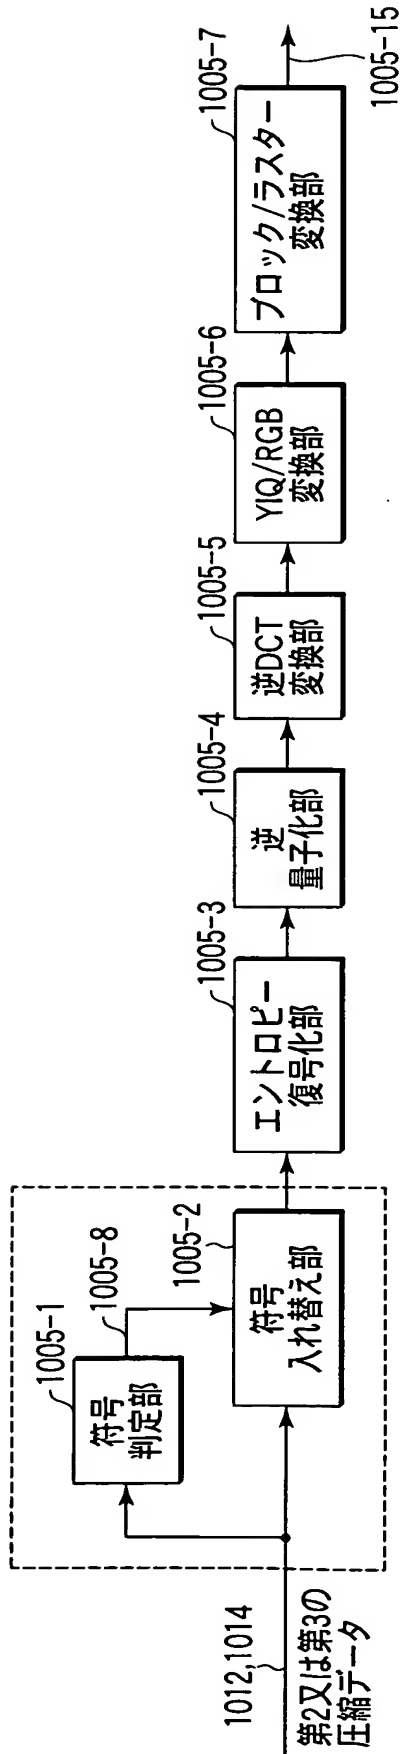 1012,1014
第2又は第3の
圧縮データ
1005-1
符号
判定部
1005-8
1005-2
符号
入れ替え部
1005-3
エントロピー
復号化部
1005-4
逆
量子化部
1005-5
逆DCT
変換部
1005-6
YIQ/RGB
変換部
1005-7
ブロック/ラスター
変換部
1005-15